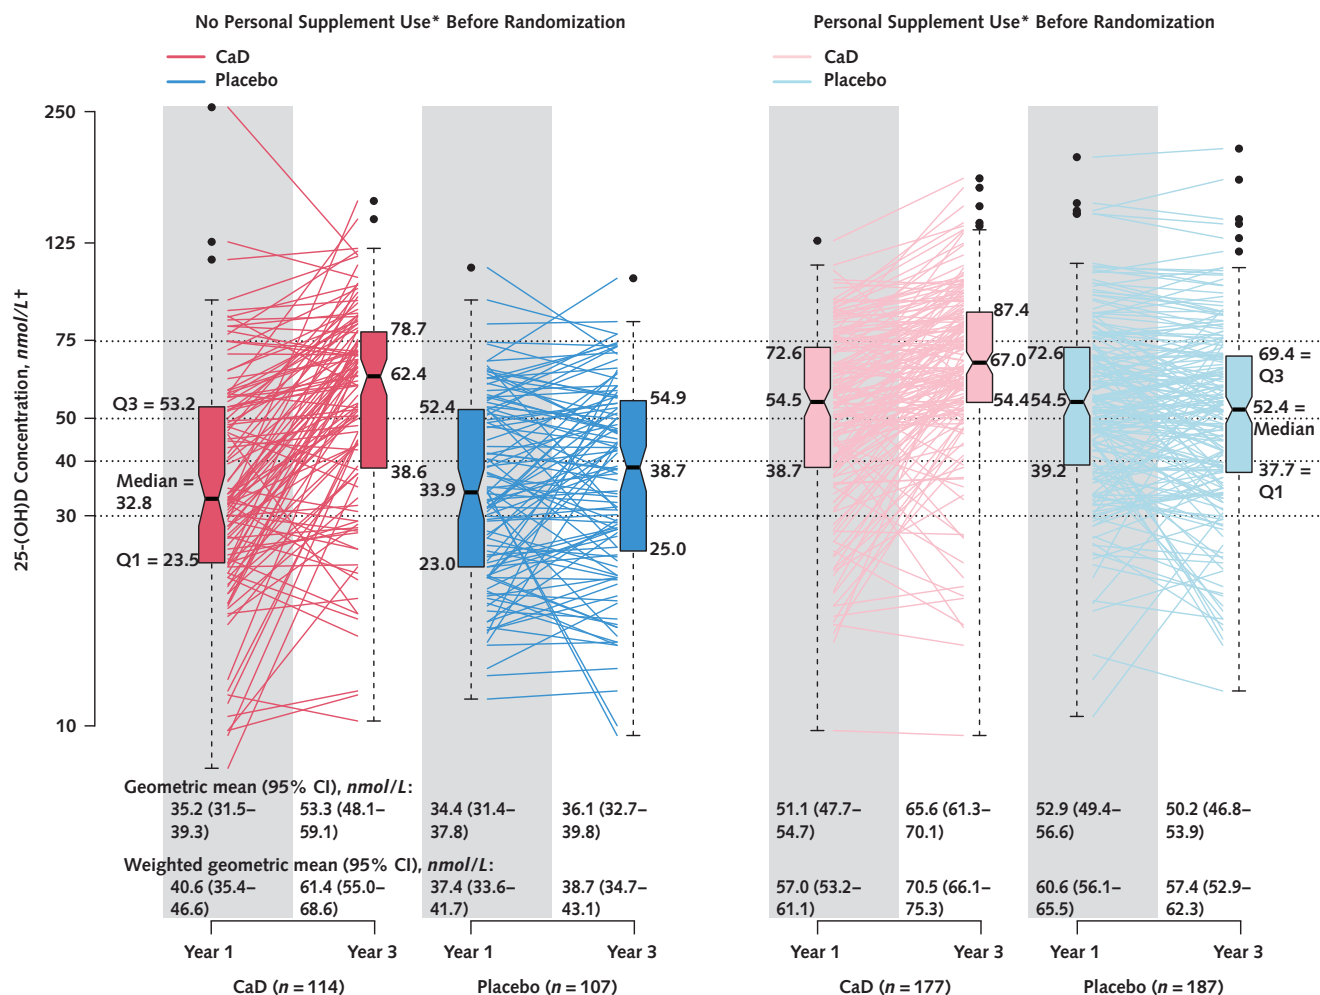 No Personal Supplement Use* Before Randomization
CaD
Placebo
Personal Supplement Use* Before Randomization
CaD
Placebo
25-(OH)D Concentration, nmol/L†
250
125
75
50
40
30
10
Q3 = 53.2
Median =
32.8
Q1 = 23.5
78.7
62.4
38.6
52.4
33.9
23.0
54.9
38.7
25.0
72.6
54.5
38.7
87.4
67.0
54.4
72.6
54.5
39.2
69.4 =
Q3
52.4 =
Median
37.7 =
Q1
Geometric mean (95% CI), nmol/L:
35.2 (31.5–
39.3)
53.3 (48.1–
59.1)
34.4 (31.4–
37.8)
36.1 (32.7–
39.8)
51.1 (47.7–
54.7)
65.6 (61.3–
70.1)
52.9 (49.4–
56.6)
50.2 (46.8–
53.9)
Weighted geometric mean (95% CI), nmol/L:
40.6 (35.4–
46.6)
61.4 (55.0–
68.6)
37.4 (33.6–
41.7)
38.7 (34.7–
43.1)
57.0 (53.2–
61.1)
70.5 (66.1–
75.3)
60.6 (56.1–
65.5)
57.4 (52.9–
62.3)
Year 1
Year 3
Year 1
Year 3
Year 1
Year 3
Year 1
Year 3
CaD (n = 114)
Placebo (n = 107)
CaD (n = 177)
Placebo (n = 187)